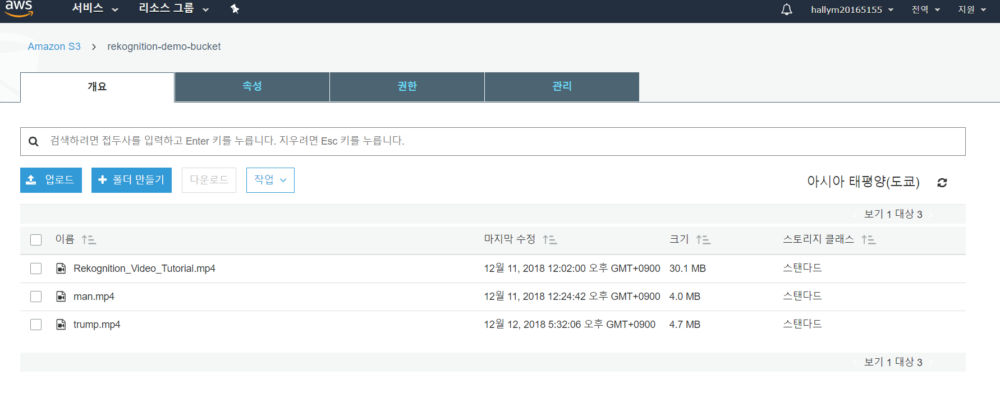 aws 서비스 리소스 그룹 hallym20165155 전역 지원
Amazon S3 > rekognition-demo-bucket
개요 속성 권한 관리
검색하려면 접두사를 입력하고 Enter 키를 누릅니다. 지우려면 Esc 키를 누릅니다.
업로드 + 폴더 만들기 다운로드 작업 아시아 태평양(도쿄)
보기 1 대상 3
이름 마지막 수정 크기 스토리지 클래스
Rekognition_Video_Tutorial.mp4 12월 11, 2018 12:02:00 오후 GMT+0900 30.1 MB 스탠다드
man.mp4 12월 11, 2018 12:24:42 오후 GMT+0900 4.0 MB 스탠다드
trump.mp4 12월 12, 2018 5:32:06 오후 GMT+0900 4.7 MB 스탠다드
보기 1 대상 3